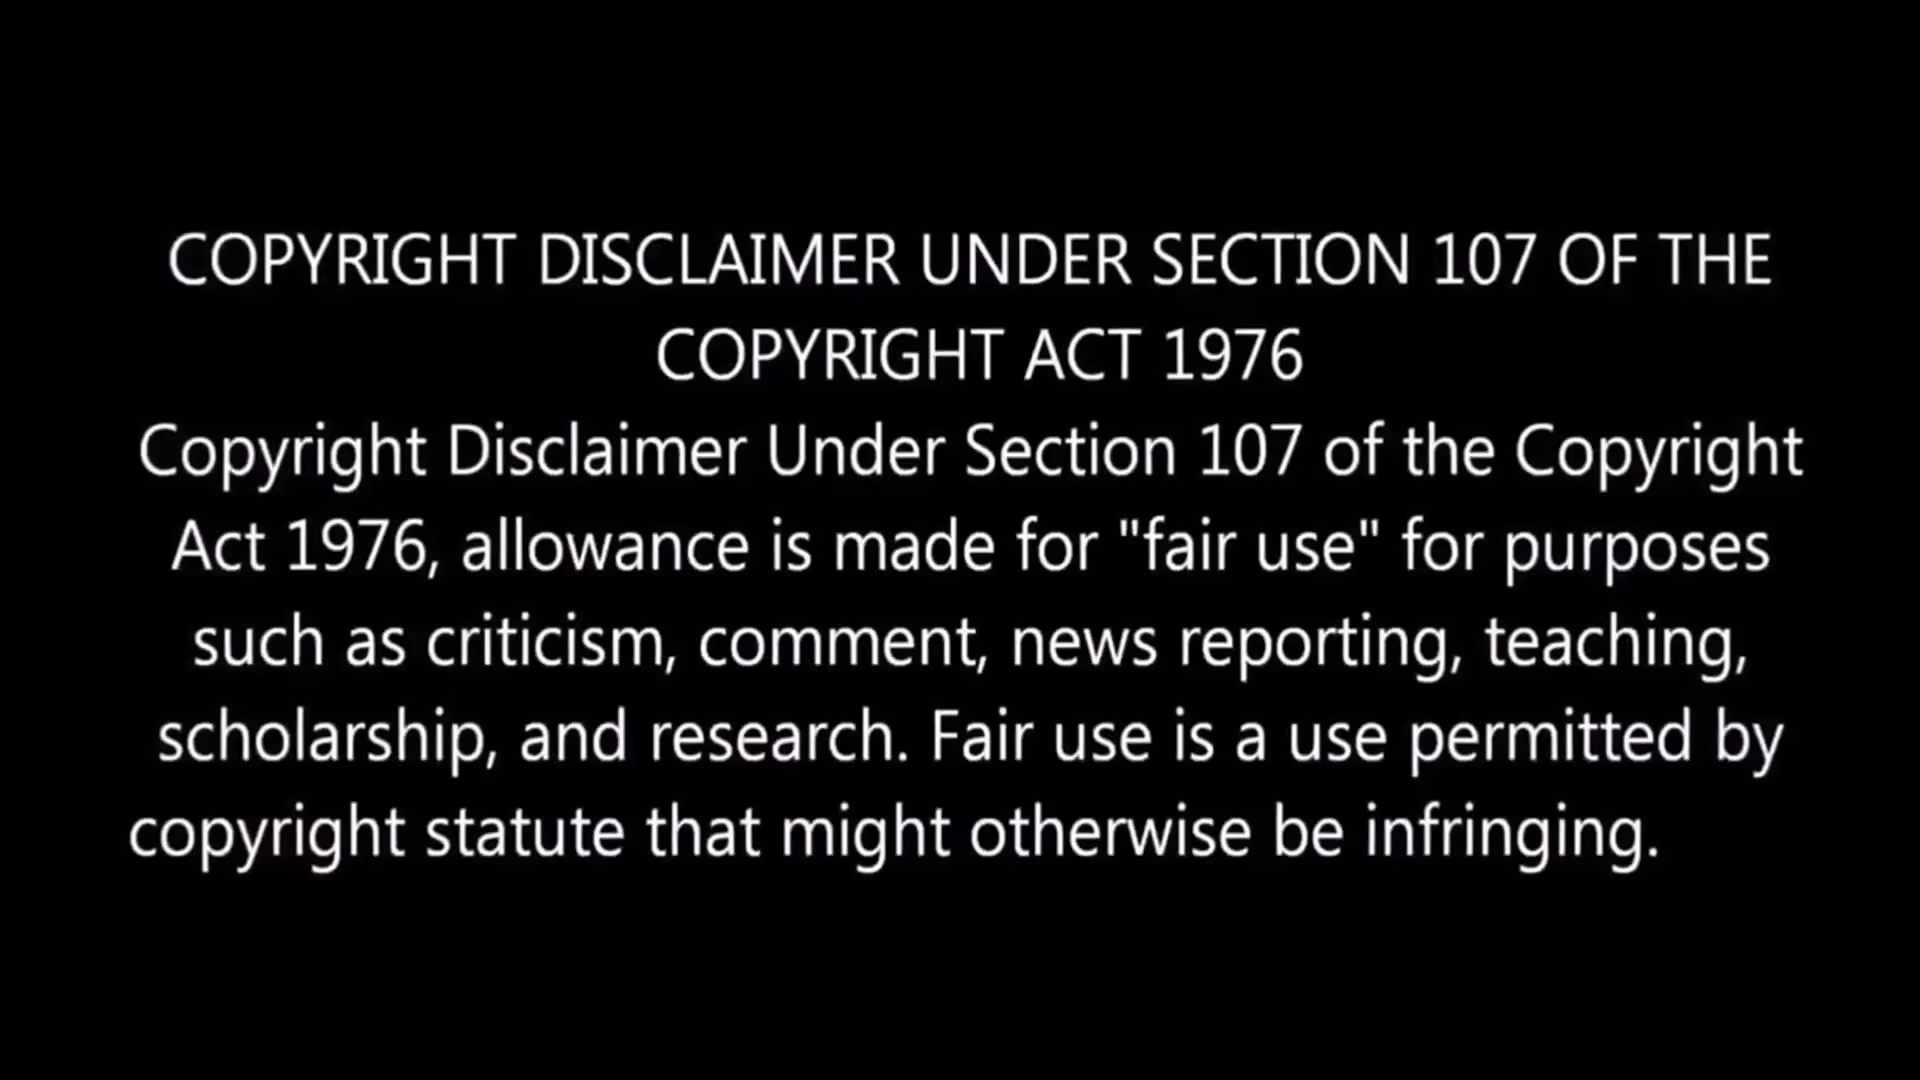 COPYRIGHT DISCLAIMER UNDER SECTION 107 OF THE
COPYRIGHT ACT 1976
Copyright Disclaimer Under Section 107 of the Copyright
Act 1976, allowance is made for "fair use" for purposes
such as criticism, comment, news reporting, teaching,
scholarship, and research. Fair use is a use permitted by
copyright statute that might otherwise be infringing.